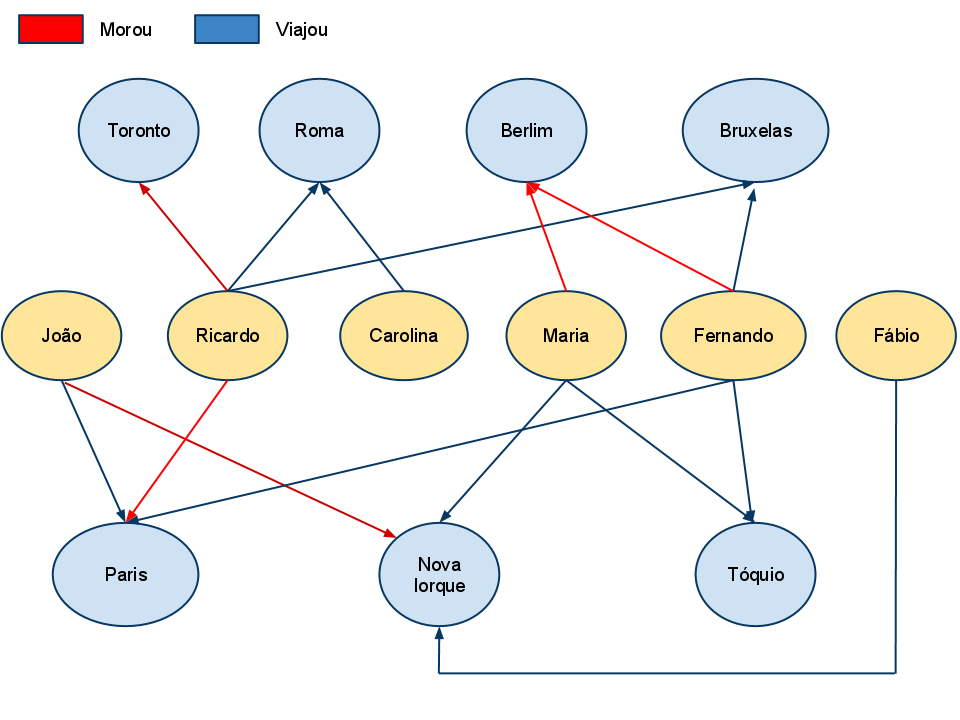 Morou
Viajou
Toronto
Roma
Berlim
Bruxelas
João
Ricardo
Carolina
Maria
Fernando
Fábio
Paris
Nova
Iorque
Tóquio